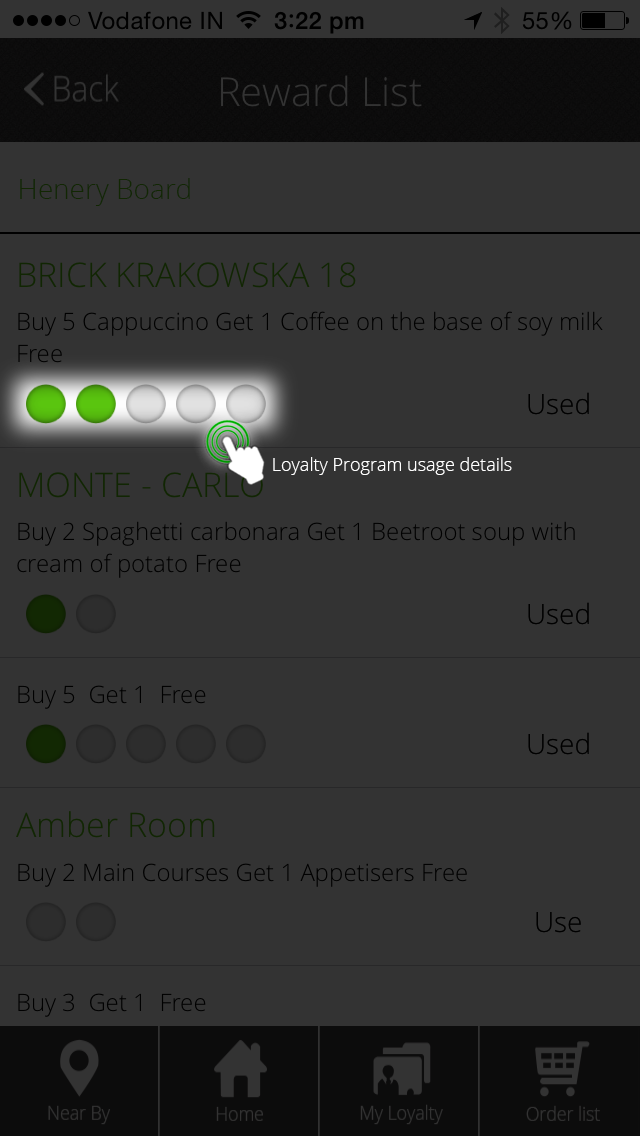 Vodafone IN 3:22 pm 55%
Back Reward List
Henery Board
BRICK KRAKOWSKA 18
Buy 5 Cappuccino Get 1 Coffee on the base of soy milk
Free
Used
Loyalty Program usage details
MONTE - CARLO
Buy 2 Spaghetti carbonara Get 1 Beetroot soup with
cream of potato Free
Used
Buy 5 Get 1 Free
Used
Amber Room
Buy 2 Main Courses Get 1 Appetisers Free
Use
Buy 3 Get 1 Free
Near By Home My Loyalty Order list